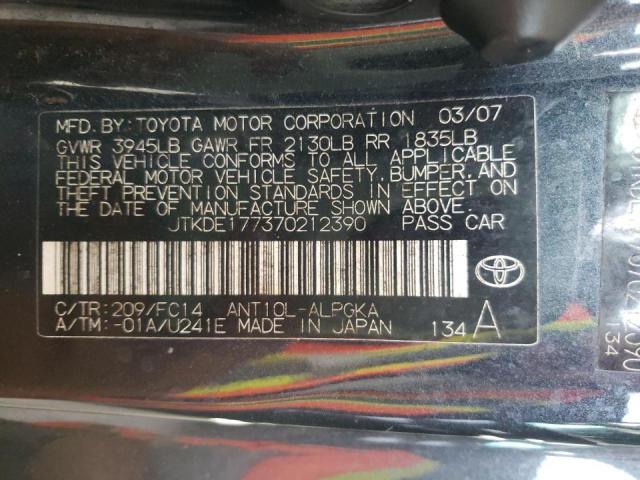 MFD. BY: TOYOTA MOTOR CORPORATION 03/07
GVWR 3945LB GAWR FR 2130LB RR 1835LB
THIS VEHICLE CONFORMS TO ALL APPLICABLE
FEDERAL MOTOR VEHICLE SAFETY, BUMPER, AND
THEFT PREVENTION STANDARDS IN EFFECT ON
THE DATE OF MANUFACTURE SHOWN ABOVE.
JTKDE177370212390 PASS CAR
C/TR: 209/FC14 ANT10L-ALPGKA
A/TM: -01A/U241E MADE IN JAPAN 134 A
134